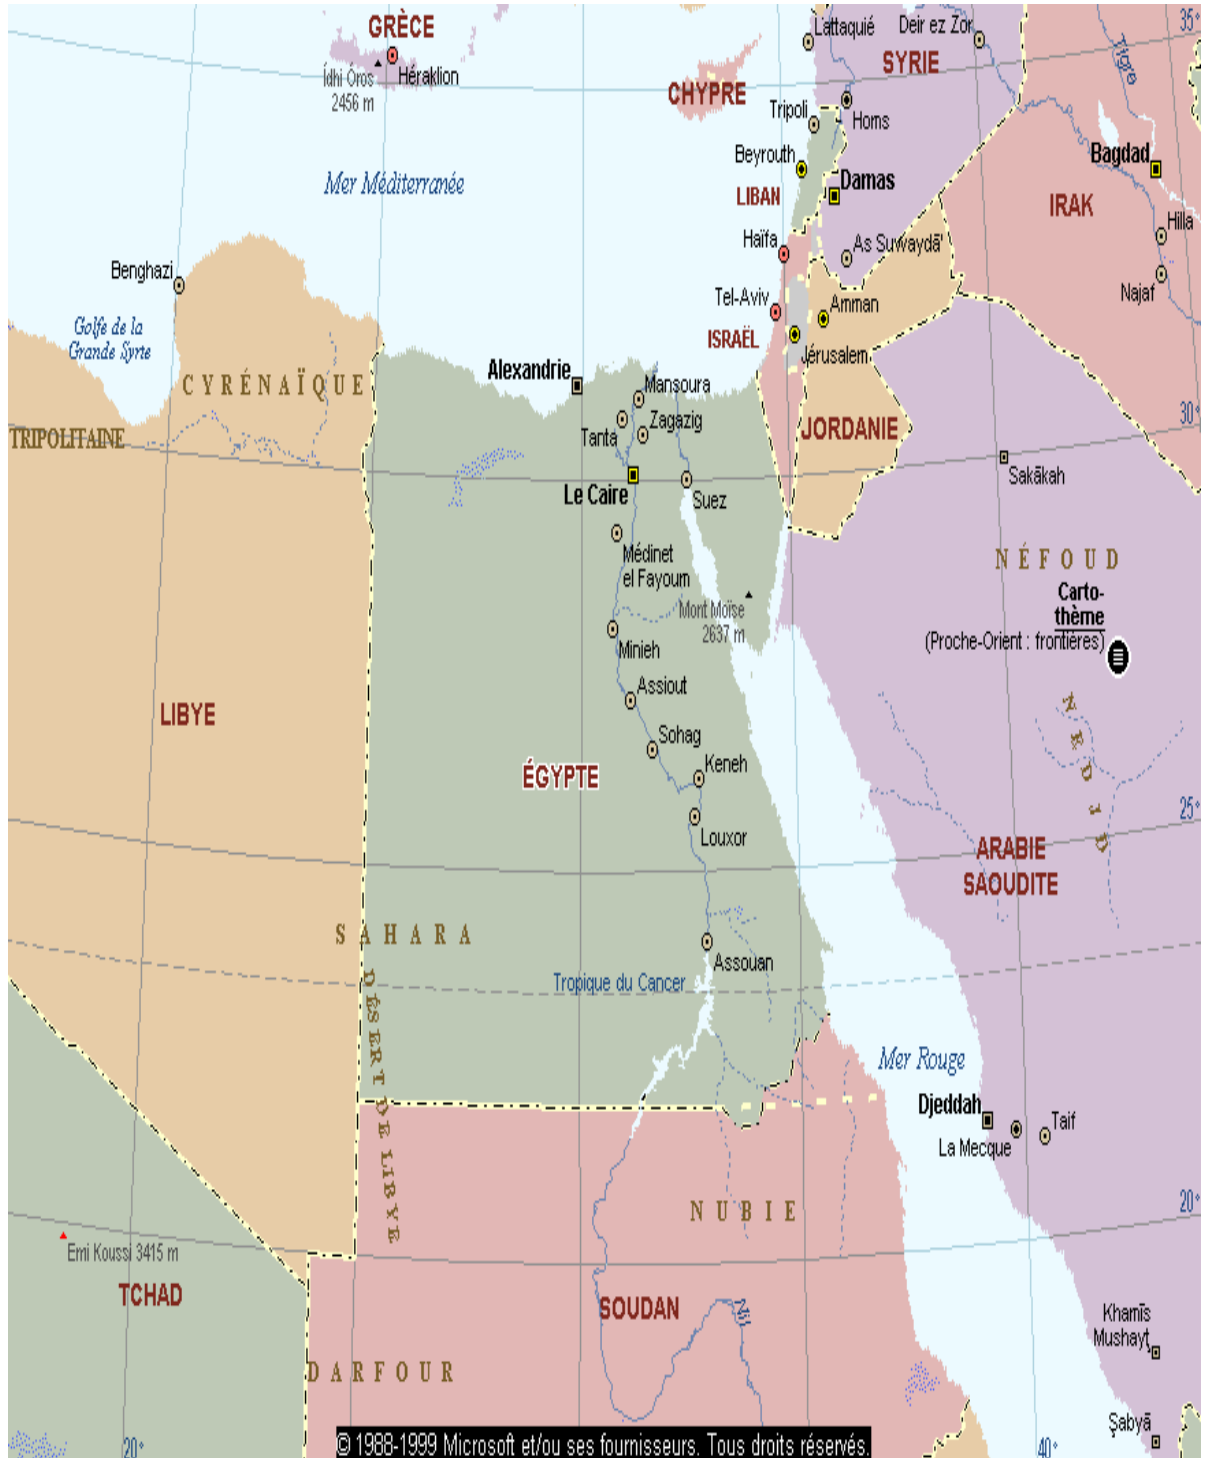 GRÈCE
Ídhi Óros
2456 m
Héraklion
CHYPRE
L'attaquié
Deir ez Zor
SYRIE
Tigre
35°
Tripoli
Homs
Beyrouth
LIBAN
Damas
Bagdad
IRAK
Mer Méditerranée
Haïfa
As Suwaydā'
Hilla
Najaf
Benghazi
Golfe de la
Grande Syrte
Tel-Aviv
ISRAËL
Amman
Jérusalem
JORDANIE
30°
CYRÉNAÏQUE
TRIPOLITAINE
Alexandrie
Mansoura
Tanta
Zagazig
Le Caire
Suez
Sakākah
Médinet
el Fayoum
Mont Moïse
2637 m
NÉFOUD
Carto-
thème
(Proche-Orient : frontières)
Minieh
Assiout
Sohag
Keneh
Louxor
LIBYE
ÉGYPTE
NEDJD
25°
ARABIE
SAOUDITE
SAHARA
Assouan
Tropique du Cancer
DÉSERT DE LIBYE
Mer Rouge
Djeddah
La Mecque
Taif
NUBIE
20°
Emi Koussi 3415 m
TCHAD
SOUDAN
Nil
Khamīs
Mushayţ
DARFOUR
Şabyā
20°
40°
© 1988-1999 Microsoft et/ou ses fournisseurs. Tous droits réservés.